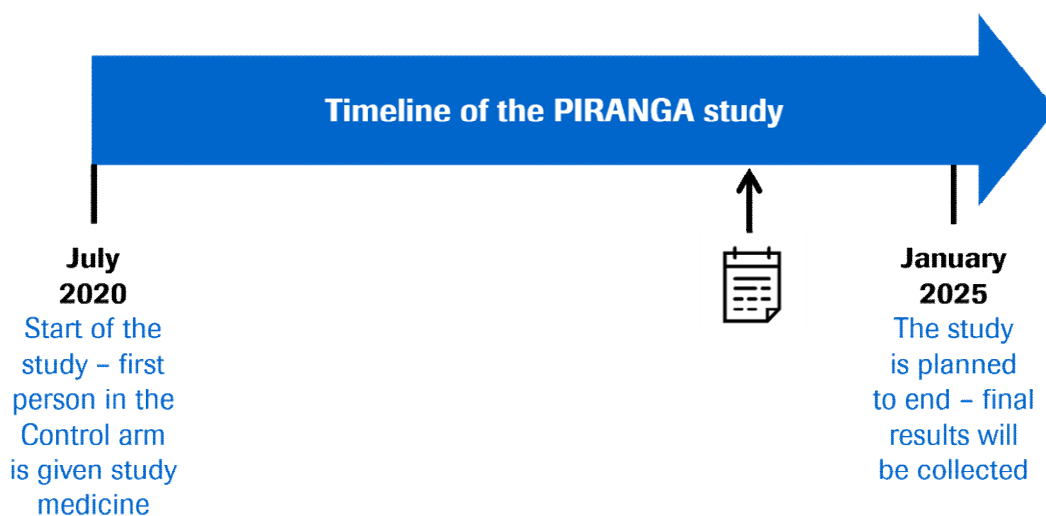 Timeline of the PIRANGA study
July
2020
Start of the
study – first
person in the
Control arm
is given study
medicine
January
2025
The study
is planned
to end – final
results will
be collected